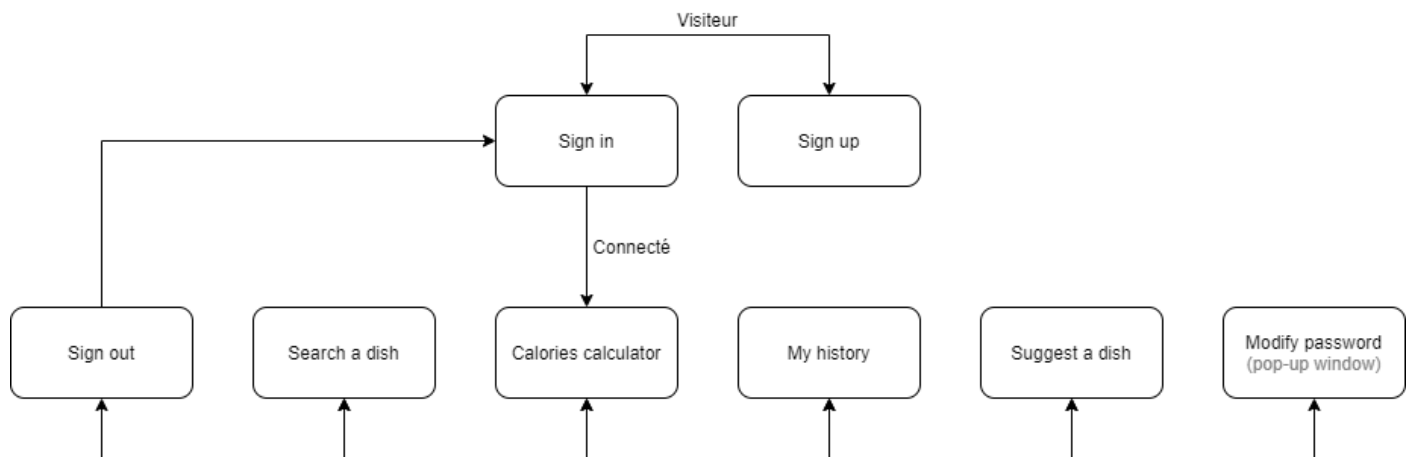 Visiteur
Sign in
Sign up
Connecté
Sign out
Search a dish
Calories calculator
My history
Suggest a dish
Modify password
(pop-up window)